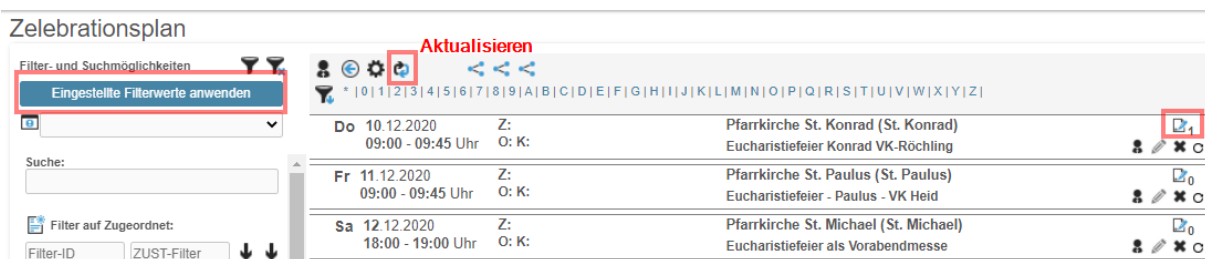 Zelebrationsplan
Aktualisieren
Filter- und Suchmöglichkeiten
Eingestellte Filterwerte anwenden
* |0|1|2|3|4|5|6|7|8|9|A|B|C|D|E|F|G|H|I|J|K|L|M|N|O|P|Q|R|S|T|U|V|W|X|Y|Z|
Suche:
Filter auf Zugeordnet:
Filter-ID ZUST-Filter
Do 10.12.2020 Z: Pfarrkirche St. Konrad (St. Konrad) 1
09:00 - 09:45 Uhr O: K: Eucharistiefeier Konrad VK-Röchling
Fr 11.12.2020 Z: Pfarrkirche St. Paulus (St. Paulus) 0
09:00 - 09:45 Uhr O: K: Eucharistiefeier - Paulus - VK Heid
Sa 12.12.2020 Z: Pfarrkirche St. Michael (St. Michael) 0
18:00 - 19:00 Uhr O: K: Eucharistiefeier als Vorabendmesse